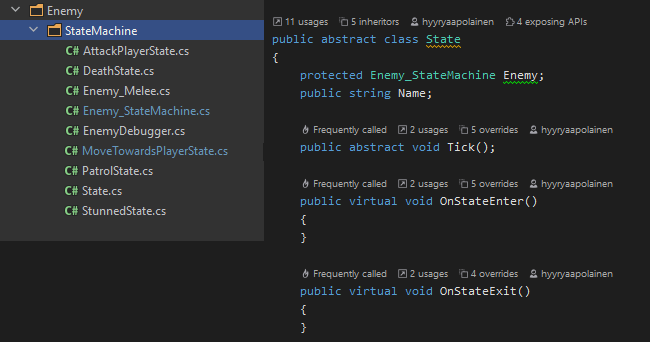 Enemy
StateMachine
C# AttackPlayerState.cs
C# DeathState.cs
C# Enemy_Melee.cs
C# Enemy_StateMachine.cs
C# EnemyDebugger.cs
C# MoveTowardsPlayerState.cs
C# PatrolState.cs
C# State.cs
C# StunnedState.cs
11 usages 5 inheritors hyyryaapolainen 4 exposing APIs
public abstract class State
{
protected Enemy_StateMachine Enemy;
public string Name;
Frequently called 2 usages 5 overrides hyyryaapolainen
public abstract void Tick();
Frequently called 2 usages 5 overrides hyyryaapolainen
public virtual void OnStateEnter()
{
}
Frequently called 2 usages 4 overrides hyyryaapolainen
public virtual void OnStateExit()
{
}